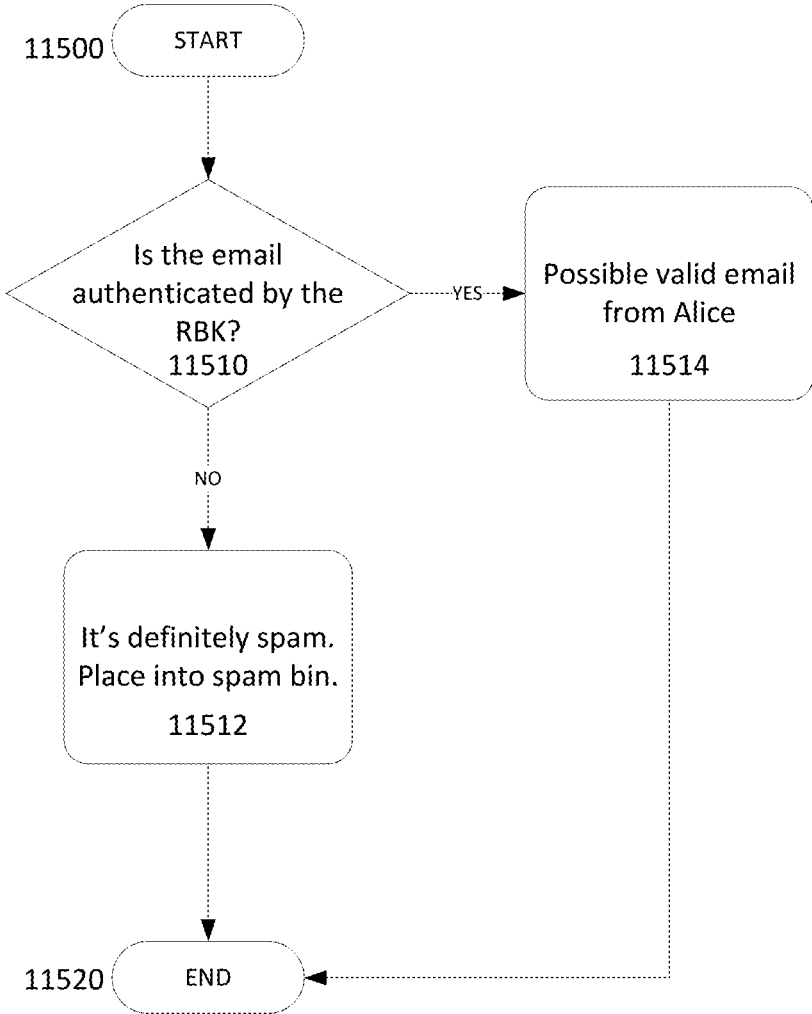 11500
START
Is the email
authenticated by the
RBK?
11510
YES
Possible valid email
from Alice
11514
NO
It's definitely spam.
Place into spam bin.
11512
11520
END